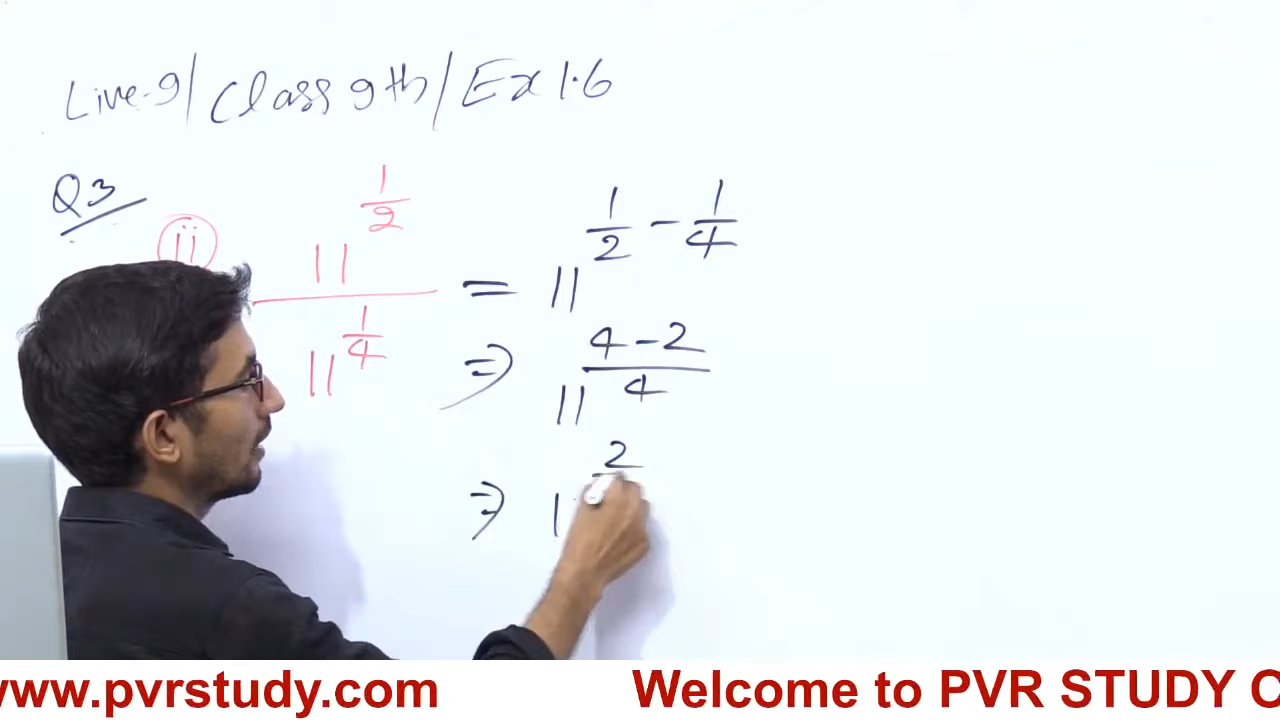 Live-9/ Class 9th/ Ex 1.6
Q3
ii 11^(1/2) / 11^(1/4) = 11^(1/2 - 1/4)
⇒ 11^((4-2)/4)
⇒ 1 2
www.pvrstudy.com Welcome to PVR STUDY